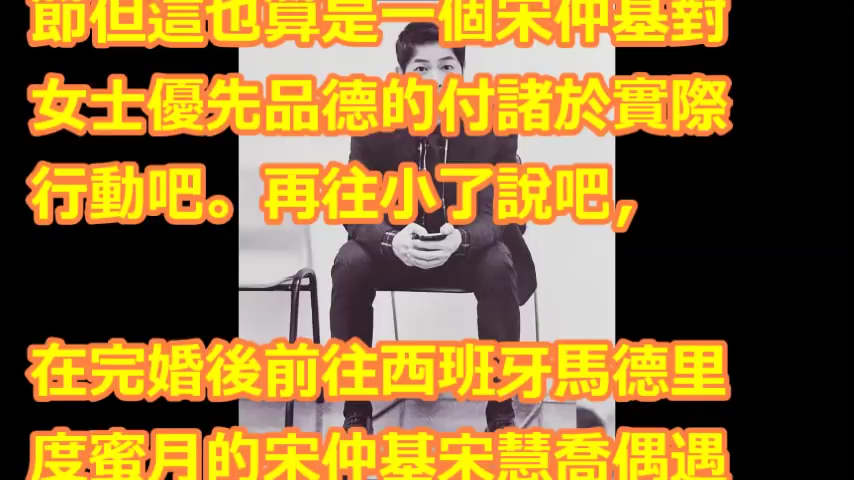 節但這也算是一個宋仲基對
女士優先品德的付諸於實際
行動吧。再往小了說吧，
在完婚後前往西班牙馬德里
度蜜月的宋仲基宋慧喬偶遇